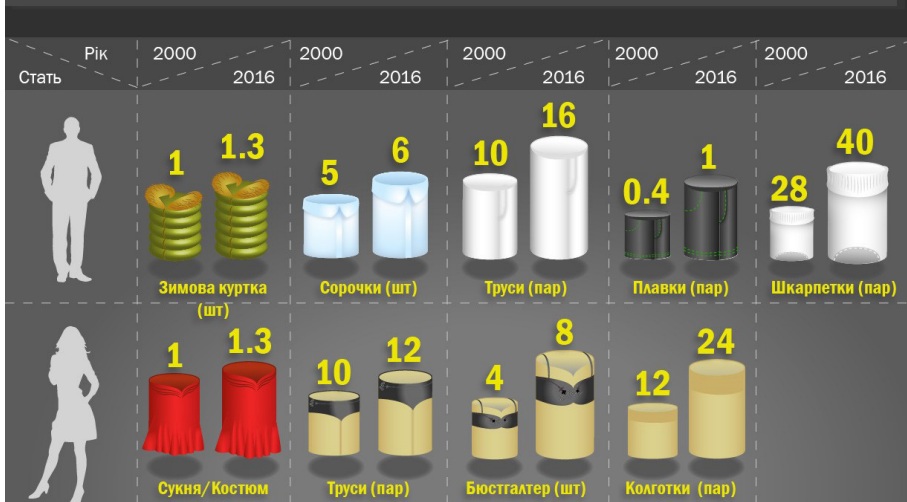 Рік
Стать
2000
2016
2000
2016
2000
2016
2000
2016
2000
2016
1
1.3
Зимова куртка
(шт)
5
6
Сорочки (шт)
10
16
Труси (пар)
0.4
1
Плавки (пар)
28
40
Шкарпетки (пар)
1
1.3
Сукня/Костюм
10
12
Труси (пар)
4
8
Бюстгалтер (шт)
12
24
Колготки (пар)